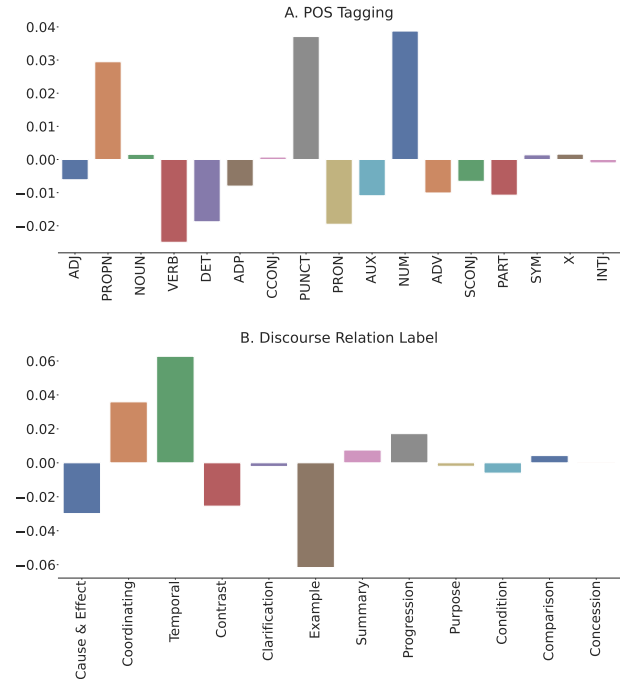 A. POS Tagging
0.04
0.03
0.02
0.01
0.00
−0.01
−0.02
ADJ
PROPN
NOUN
VERB
DET
ADP
CCONJ
PUNCT
PRON
AUX
NUM
ADV
SCONJ
PART
SYM
X
INTJ
B. Discourse Relation Label
0.06
0.04
0.02
0.00
−0.02
−0.04
−0.06
Cause & Effect
Coordinating
Temporal
Contrast
Clarification
Example
Summary
Progression
Purpose
Condition
Comparison
Concession